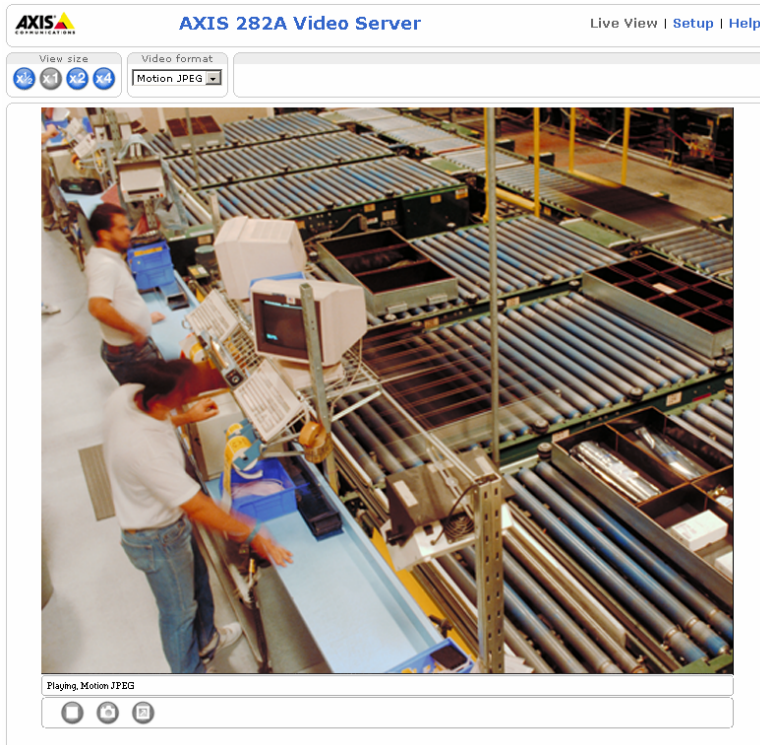 AXIS
COMMUNICATIONS
AXIS 282A Video Server
Live View | Setup | Help
View size
Video format
x½ x1 x2 x4
Motion JPEG
Playing, Motion JPEG